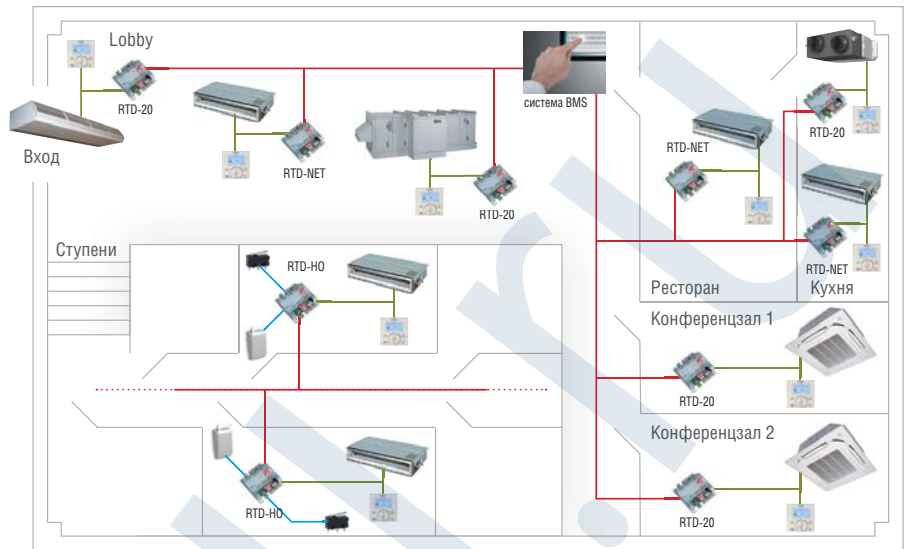 Lobby
RTD-20
Вход
RTD-NET
RTD-20
система BMS
RTD-NET
RTD-20
RTD-NET
Ресторан
Кухня
Ступени
RTD-HO
RTD-HO
Конференцзал 1
RTD-20
Конференцзал 2
RTD-20